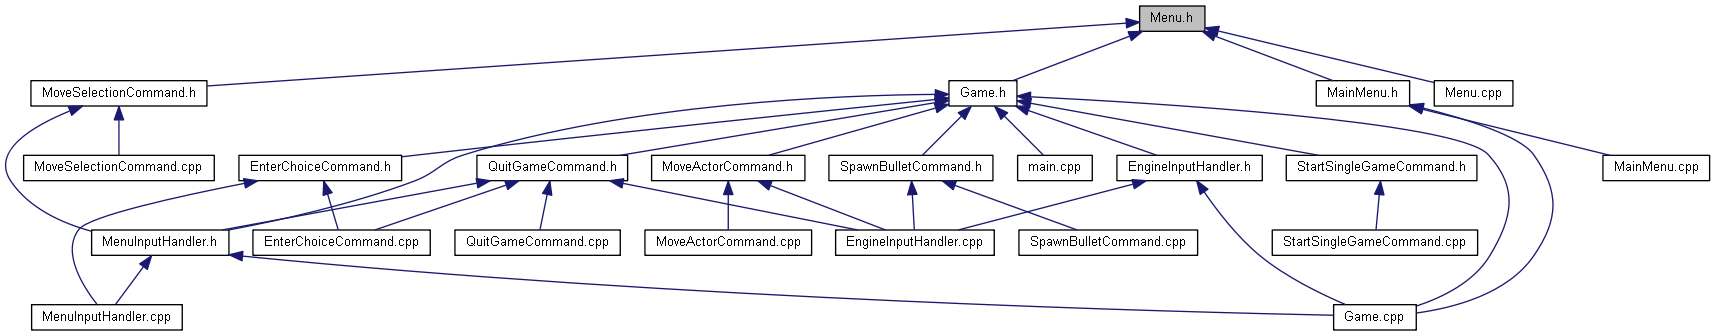 Menu.h
MoveSelectionCommand.h
Game.h
MainMenu.h
Menu.cpp
MoveSelectionCommand.cpp
EnterChoiceCommand.h
QuitGameCommand.h
MoveActorCommand.h
SpawnBulletCommand.h
main.cpp
EngineInputHandler.h
StartSingleGameCommand.h
MainMenu.cpp
MenuInputHandler.h
EnterChoiceCommand.cpp
QuitGameCommand.cpp
MoveActorCommand.cpp
EngineInputHandler.cpp
SpawnBulletCommand.cpp
StartSingleGameCommand.cpp
MenuInputHandler.cpp
Game.cpp